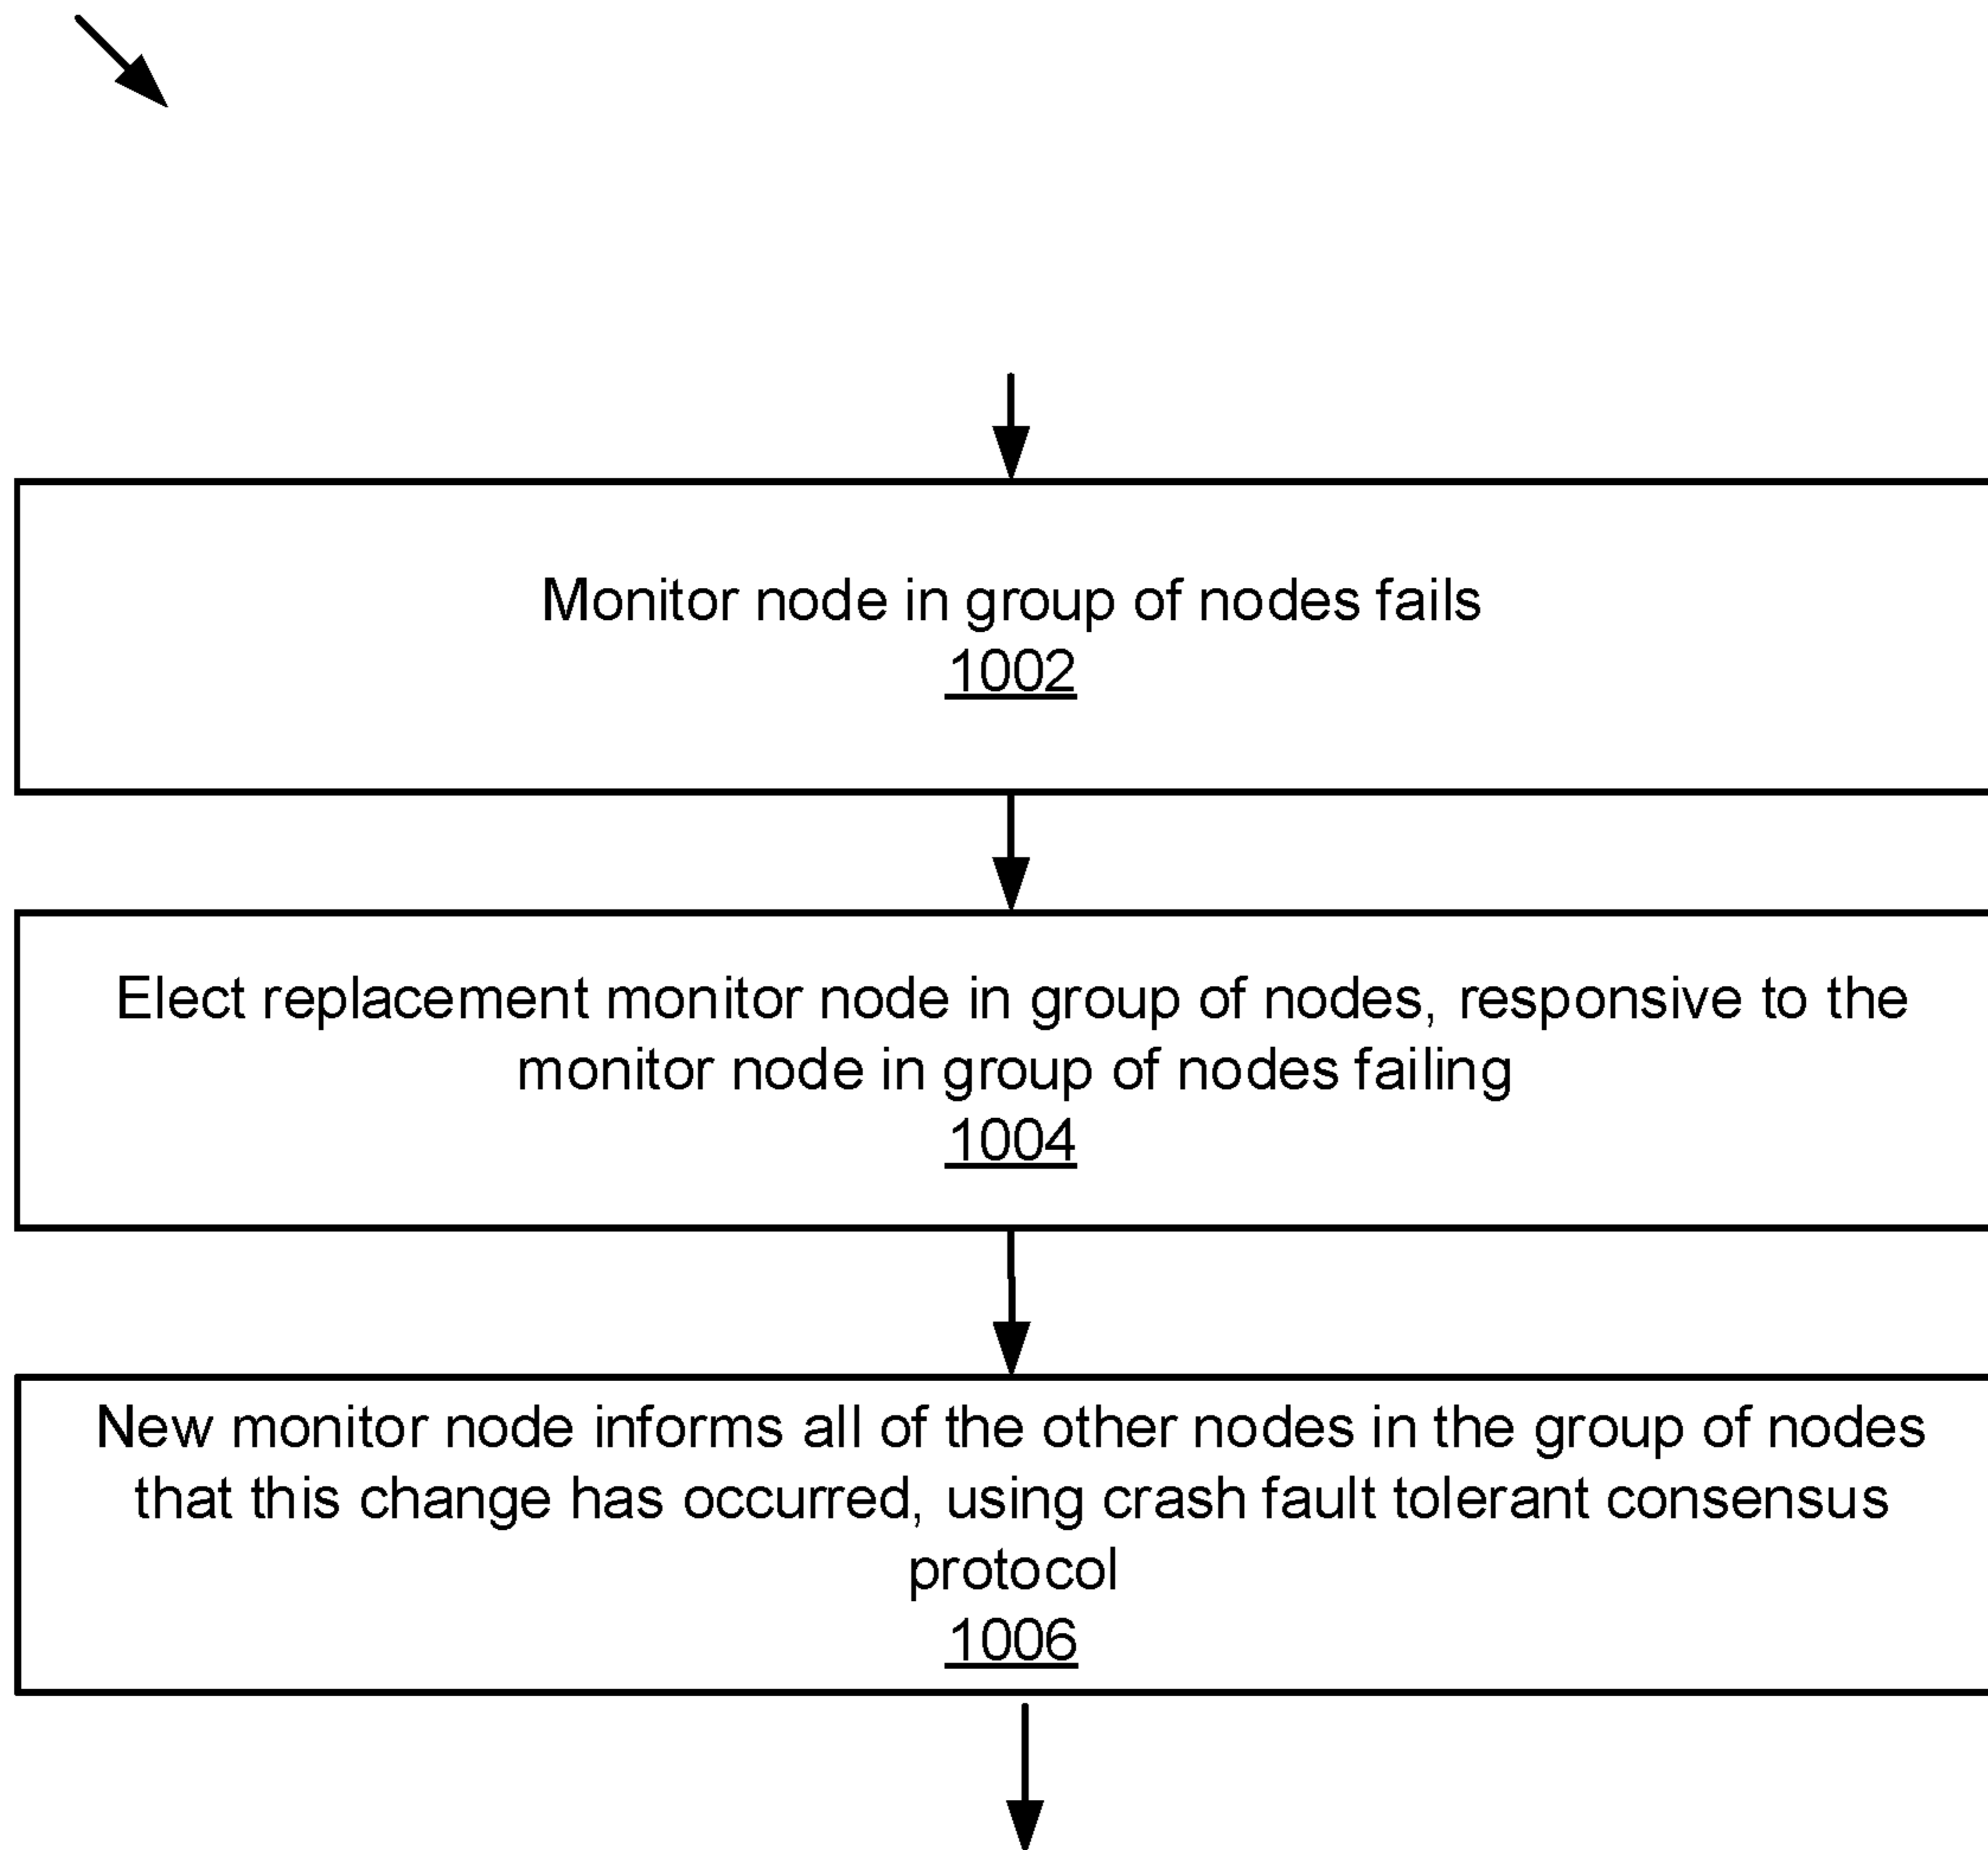 Monitor node in group of nodes fails
1002
Elect replacement monitor node in group of nodes, responsive to the
monitor node in group of nodes failing
1004
New monitor node informs all of the other nodes in the group of nodes
that this change has occurred, using crash fault tolerant consensus
protocol
1006